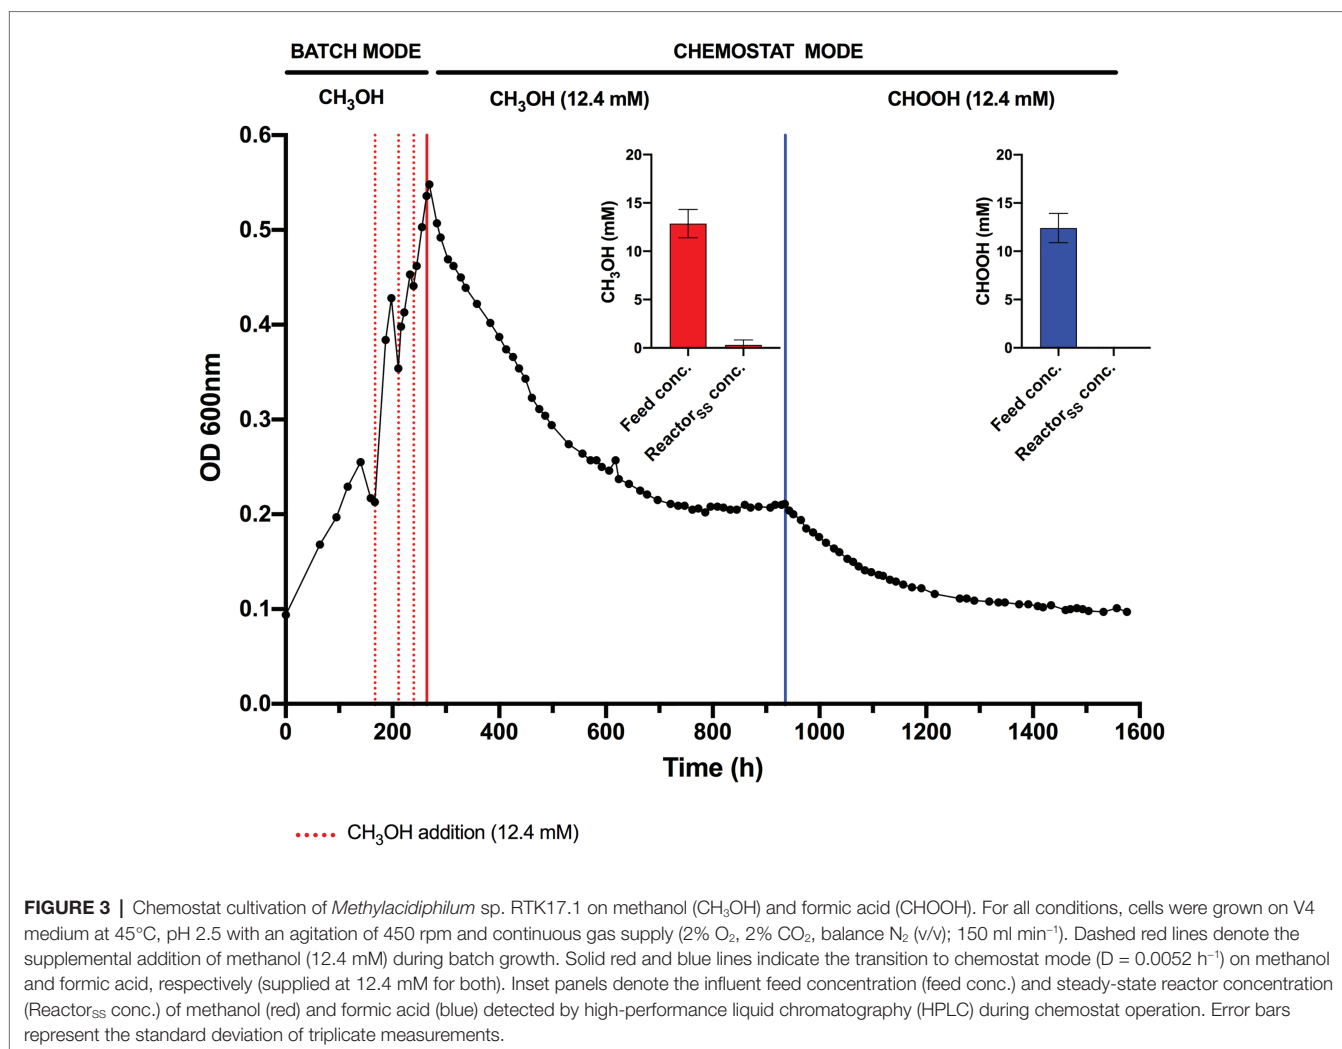 BATCH MODE
CHEMOSTAT MODE
CH₃OH
CH₃OH (12.4 mM)
CHOOH (12.4 mM)
OD 600nm
0.6
0.5
0.4
0.3
0.2
0.1
0.0
0
200
400
600
800
1000
1200
1400
1600
Time (h)
CH₃OH (mM)
20
15
10
5
0
Feed conc.
Reactor_SS conc.
CHOOH (mM)
20
15
10
5
0
Feed conc.
Reactor_SS conc.
CH₃OH addition (12.4 mM)
FIGURE 3 | Chemostat cultivation of Methylacidiphilum sp. RTK17.1 on methanol (CH₃OH) and formic acid (CHOOH). For all conditions, cells were grown on V4
medium at 45°C, pH 2.5 with an agitation of 450 rpm and continuous gas supply (2% O₂, 2% CO₂, balance N₂ (v/v); 150 ml min⁻¹). Dashed red lines denote the
supplemental addition of methanol (12.4 mM) during batch growth. Solid red and blue lines indicate the transition to chemostat mode (D = 0.0052 h⁻¹) on methanol
and formic acid, respectively (supplied at 12.4 mM for both). Inset panels denote the influent feed concentration (feed conc.) and steady-state reactor concentration
(Reactor_SS conc.) of methanol (red) and formic acid (blue) detected by high-performance liquid chromatography (HPLC) during chemostat operation. Error bars
represent the standard deviation of triplicate measurements.